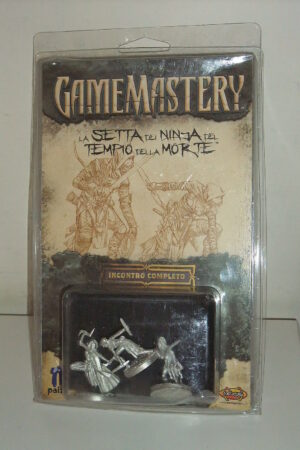 GAMEMASTERY
LA SETTA DEI NINJA DEL
TEMPIO DELLA MORTE
INCONTRO COMPLETO